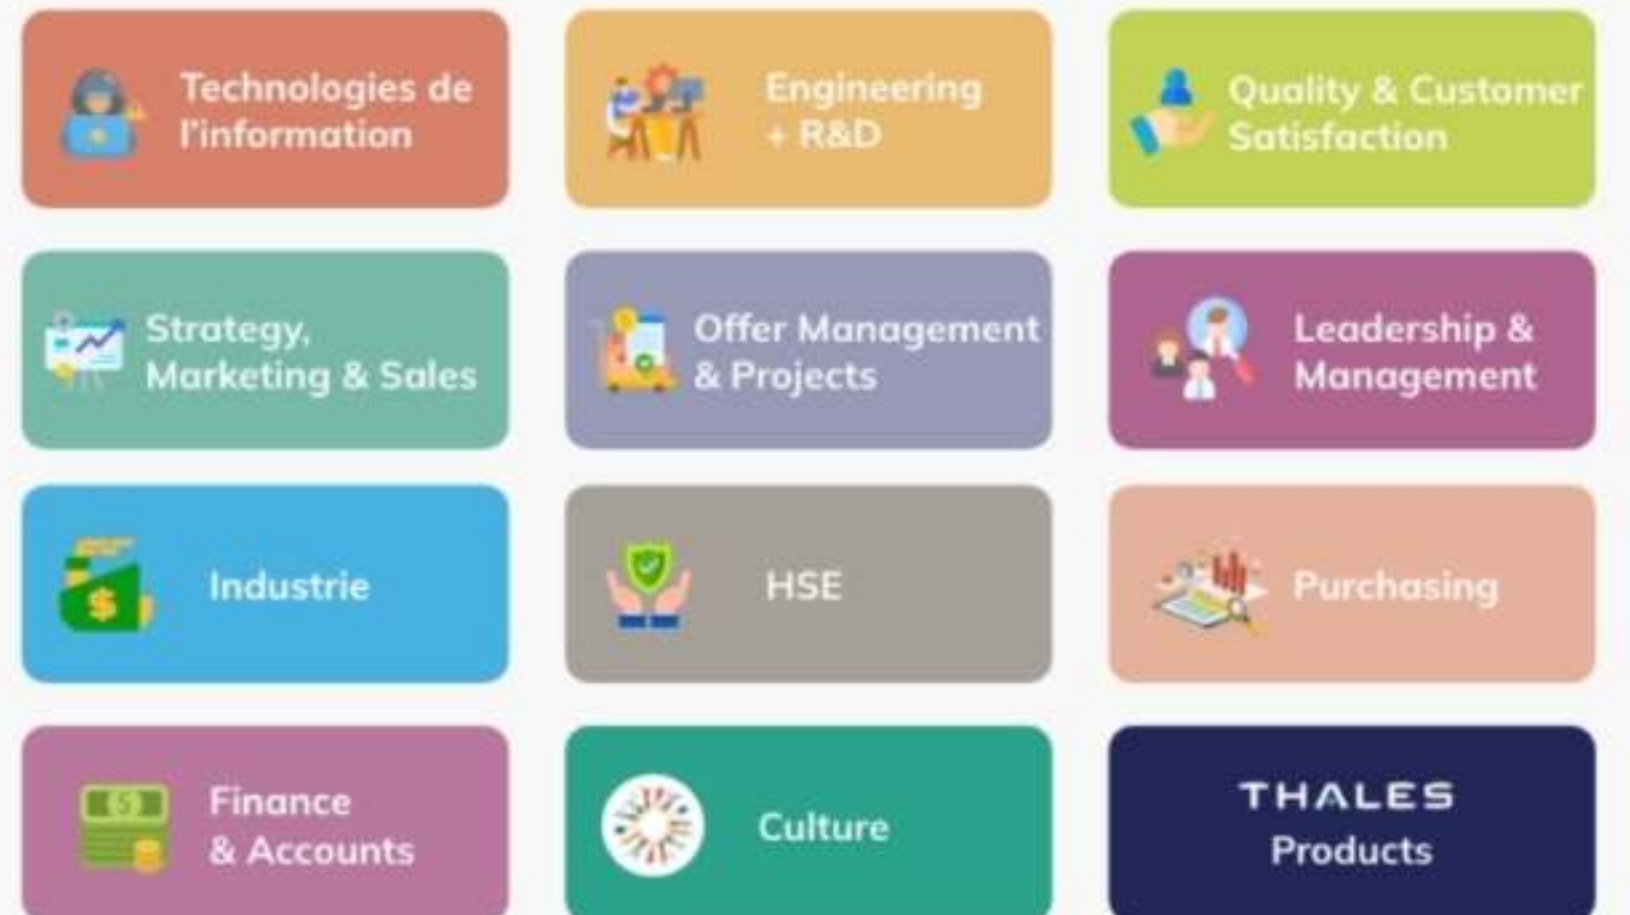 Technologies de
l'information
Engineering
+ R&D
Quality & Customer
Satisfaction
Strategy,
Marketing & Sales
Offer Management
& Projects
Leadership &
Management
Industrie
HSE
Purchasing
Finance
& Accounts
Culture
THALES
Products